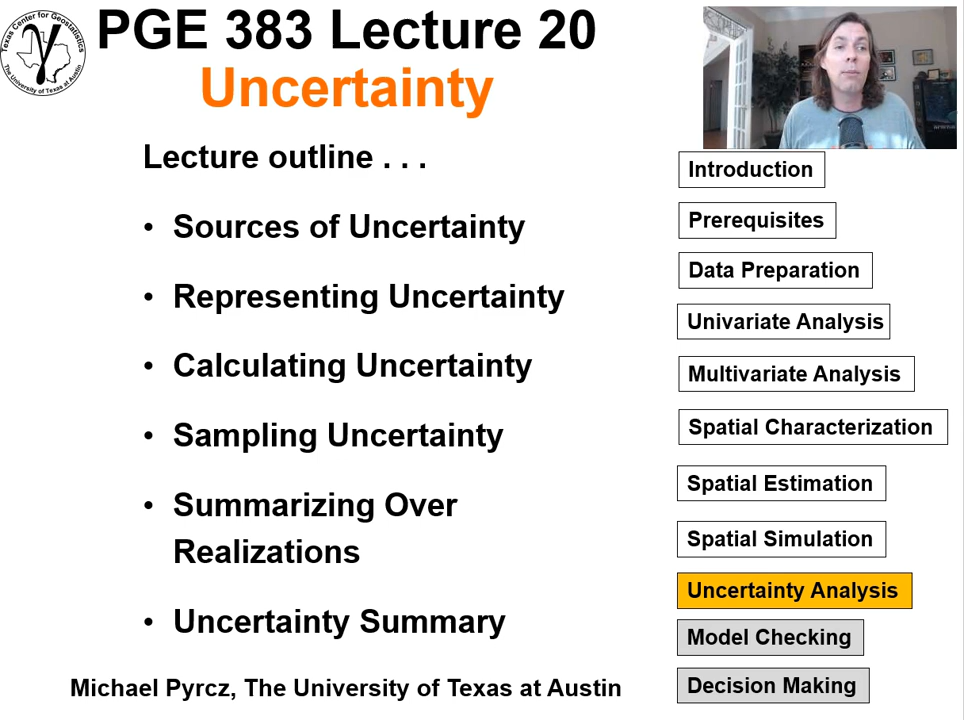 Texas Center for Geostatistics
The University of Texas at Austin
PGE 383 Lecture 20
Uncertainty
Lecture outline . . .
• Sources of Uncertainty
• Representing Uncertainty
• Calculating Uncertainty
• Sampling Uncertainty
• Summarizing Over
Realizations
• Uncertainty Summary
Michael Pyrcz, The University of Texas at Austin
Introduction
Prerequisites
Data Preparation
Univariate Analysis
Multivariate Analysis
Spatial Characterization
Spatial Estimation
Spatial Simulation
Uncertainty Analysis
Model Checking
Decision Making